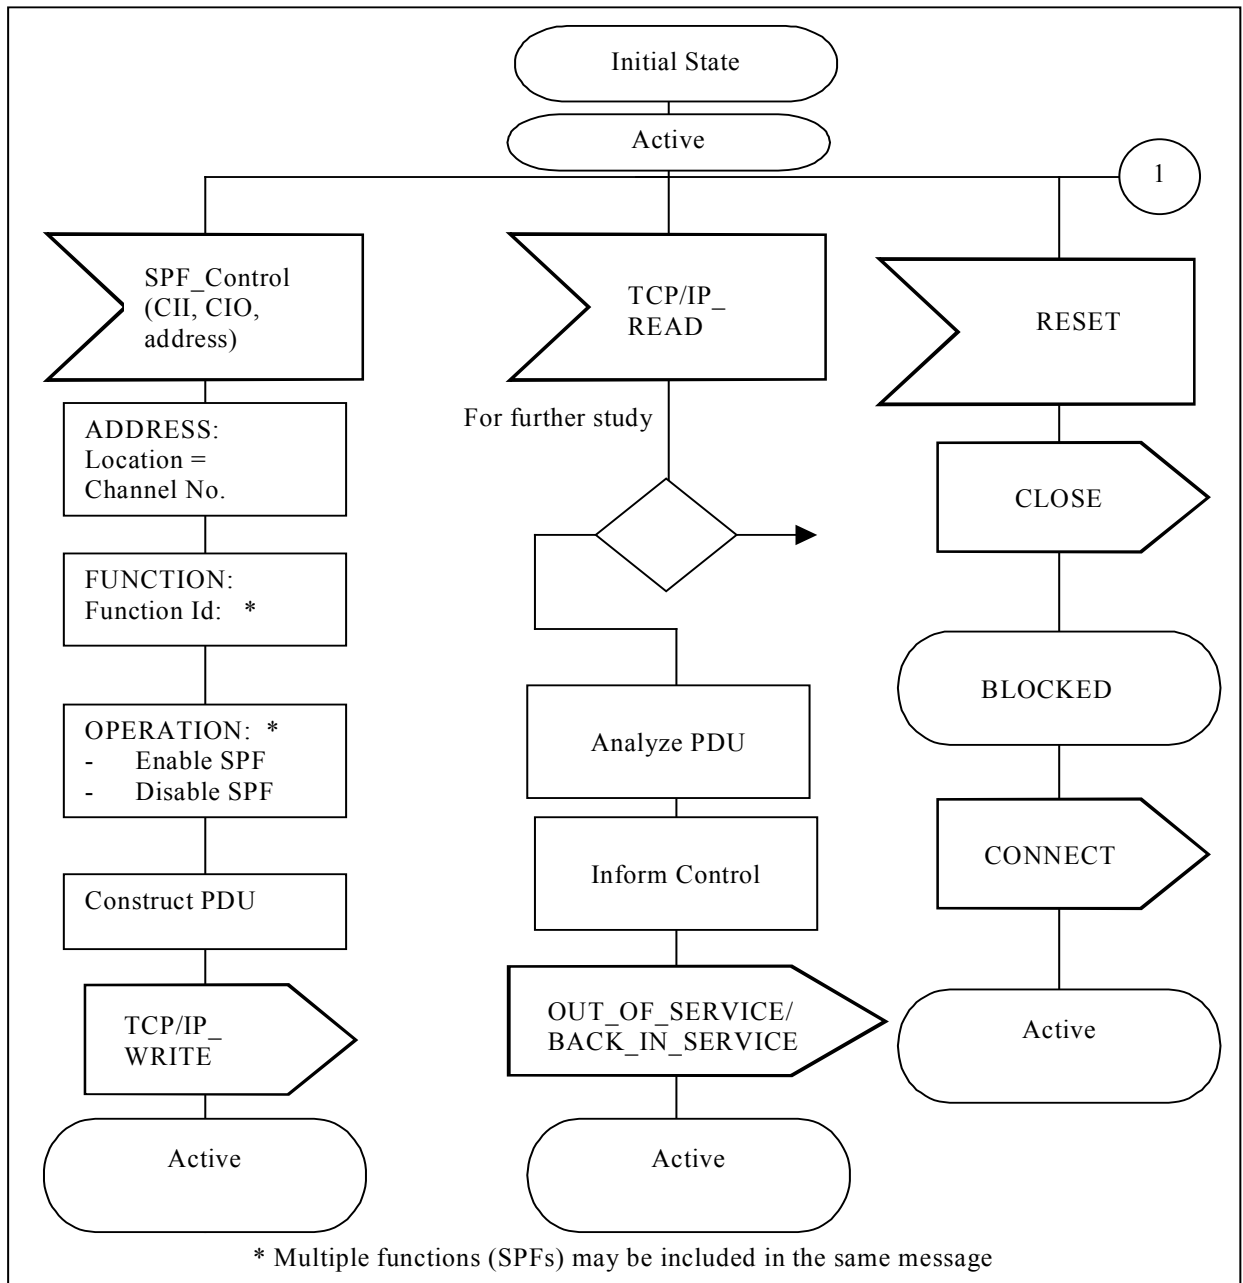 Initial State
Active
1
SPF_Control
(CII, CIO,
address)
ADDRESS:
Location =
Channel No.
FUNCTION:
Function Id: *
OPERATION: *
- Enable SPF
- Disable SPF
Construct PDU
TCP/IP_
WRITE
Active
TCP/IP_
READ
For further study
Analyze PDU
Inform Control
OUT_OF_SERVICE/
BACK_IN_SERVICE
Active
RESET
CLOSE
BLOCKED
CONNECT
Active
* Multiple functions (SPFs) may be included in the same message